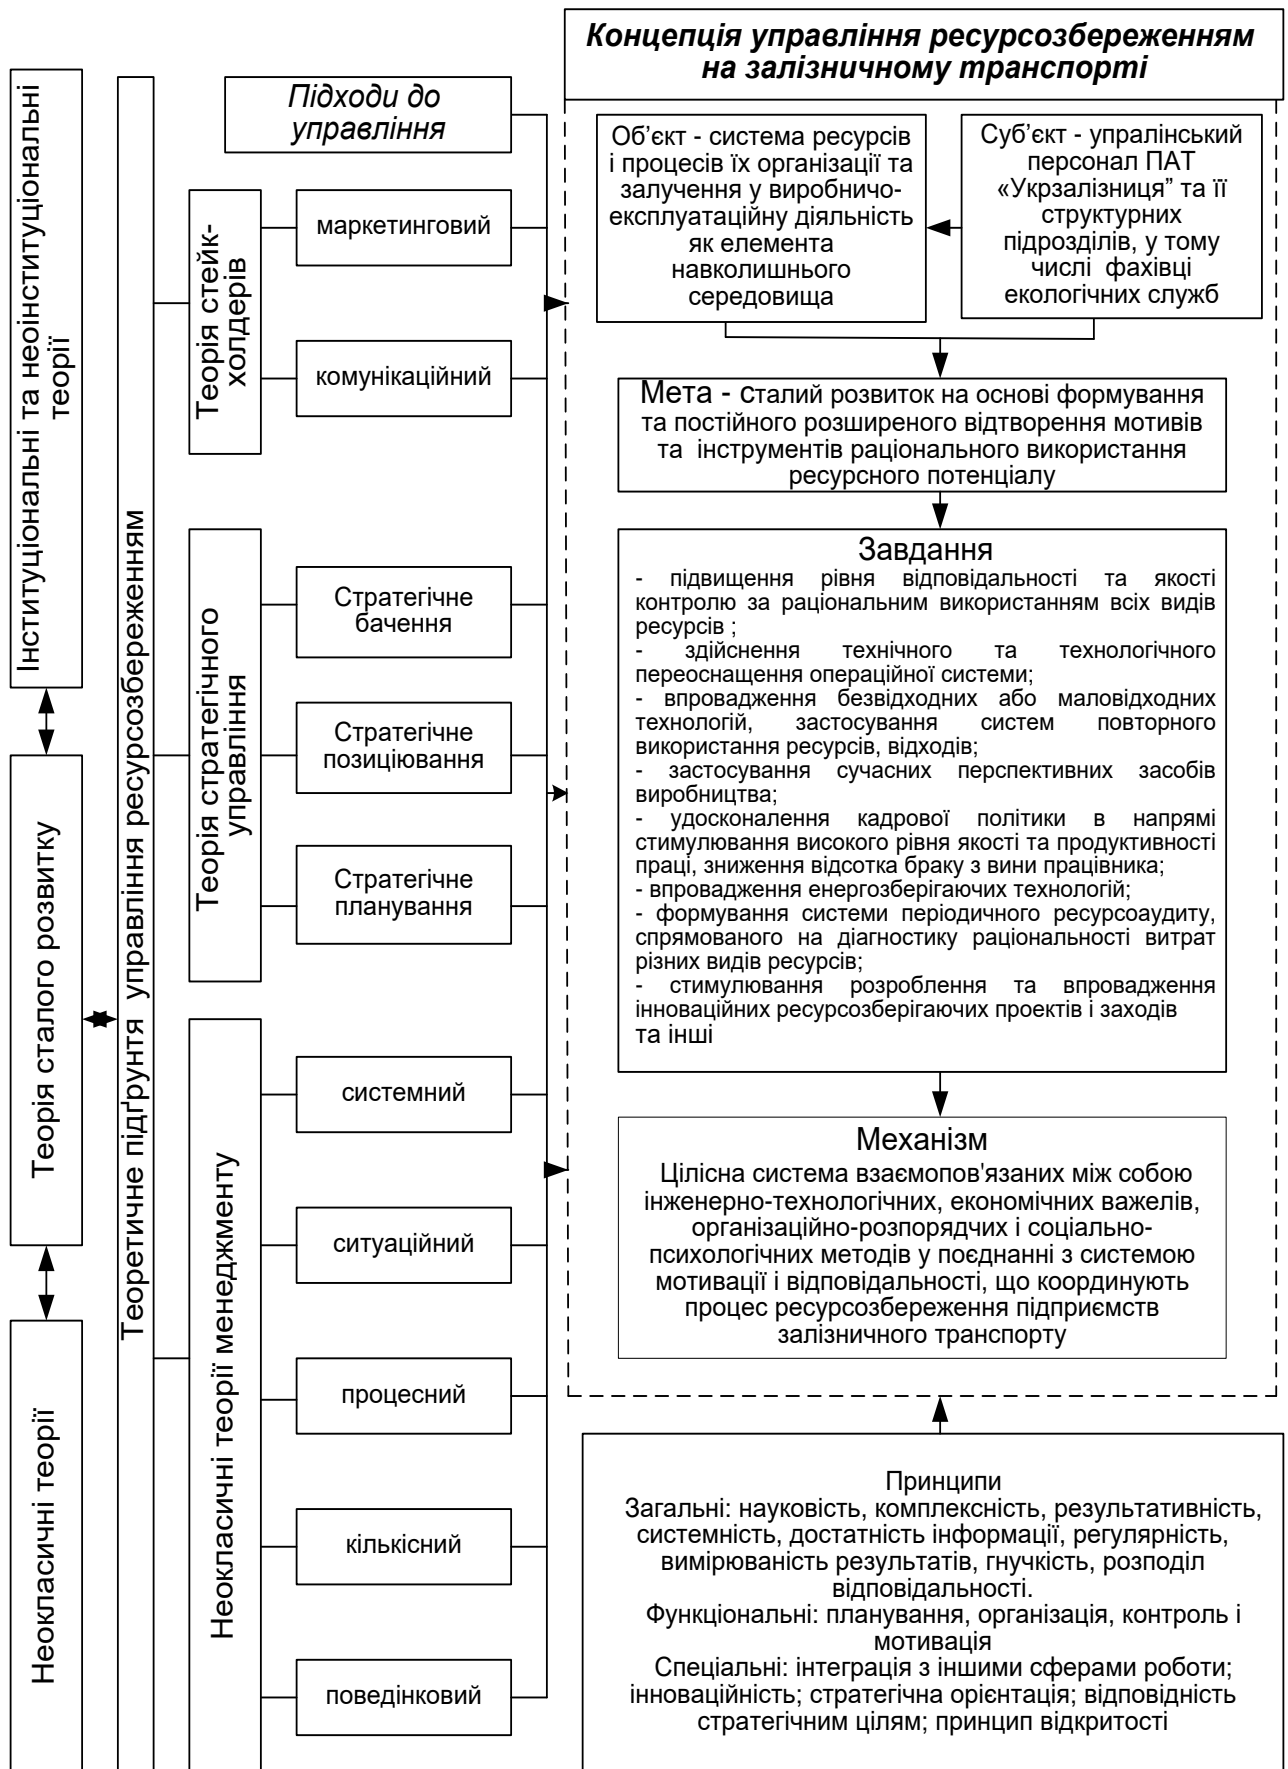 Концепція управління ресурсозбереженням
на залізничному транспорті
Інституціональні та неоінституціональні
теорії
Теорія сталого розвитку
Неокласичні теорії
Теоретичне підґрунтя управління ресурсозбереженням
Підходи до
управління
Теорія стейк-
холдерів
маркетинговий
комунікаційний
Теорія стратегічного
управління
Стратегічне
бачення
Стратегічне
позиціювання
Стратегічне
планування
Неокласичні теорії менеджменту
системний
ситуаційний
процесний
кількісний
поведінковий
Об’єкт - система ресурсів
і процесів їх організації та
залучення у виробничо-
експлуатаційну діяльність
як елемента
навколишнього
середовища
Суб’єкт - упралінський
персонал ПАТ
«Укрзалізниця” та її
структурних
підрозділів, у тому
числі фахівці
екологічних служб
Мета - сталий розвиток на основі формування
та постійного розширеного відтворення мотивів
та інструментів раціонального використання
ресурсного потенціалу
Завдання
- підвищення рівня відповідальності та якості
контролю за раціональним використанням всіх видів
ресурсів ;
- здійснення технічного та технологічного
переоснащення операційної системи;
- впровадження безвідходних або маловідходних
технологій, застосування систем повторного
використання ресурсів, відходів;
- застосування сучасних перспективних засобів
виробництва;
- удосконалення кадрової політики в напрямі
стимулювання високого рівня якості та продуктивності
праці, зниження відсотка браку з вини працівника;
- впровадження енергозберігаючих технологій;
- формування системи періодичного ресурсоаудиту,
спрямованого на діагностику раціональності витрат
різних видів ресурсів;
- стимулювання розроблення та впровадження
інноваційних ресурсозберігаючих проектів і заходів
та інші
Механізм
Цілісна система взаємопов'язаних між собою
інженерно-технологічних, економічних важелів,
організаційно-розпорядчих і соціально-
психологічних методів у поєднанні з системою
мотивації і відповідальності, що координують
процес ресурсозбереження підприємств
залізничного транспорту
Принципи
Загальні: науковість, комплексність, результативність,
системність, достатність інформації, регулярність,
вимірюваність результатів, гнучкість, розподіл
відповідальності.
Функціональні: планування, організація, контроль і
мотивація
Спеціальні: інтеграція з іншими сферами роботи;
інноваційність; стратегічна орієнтація; відповідність
стратегічним цілям; принцип відкритості